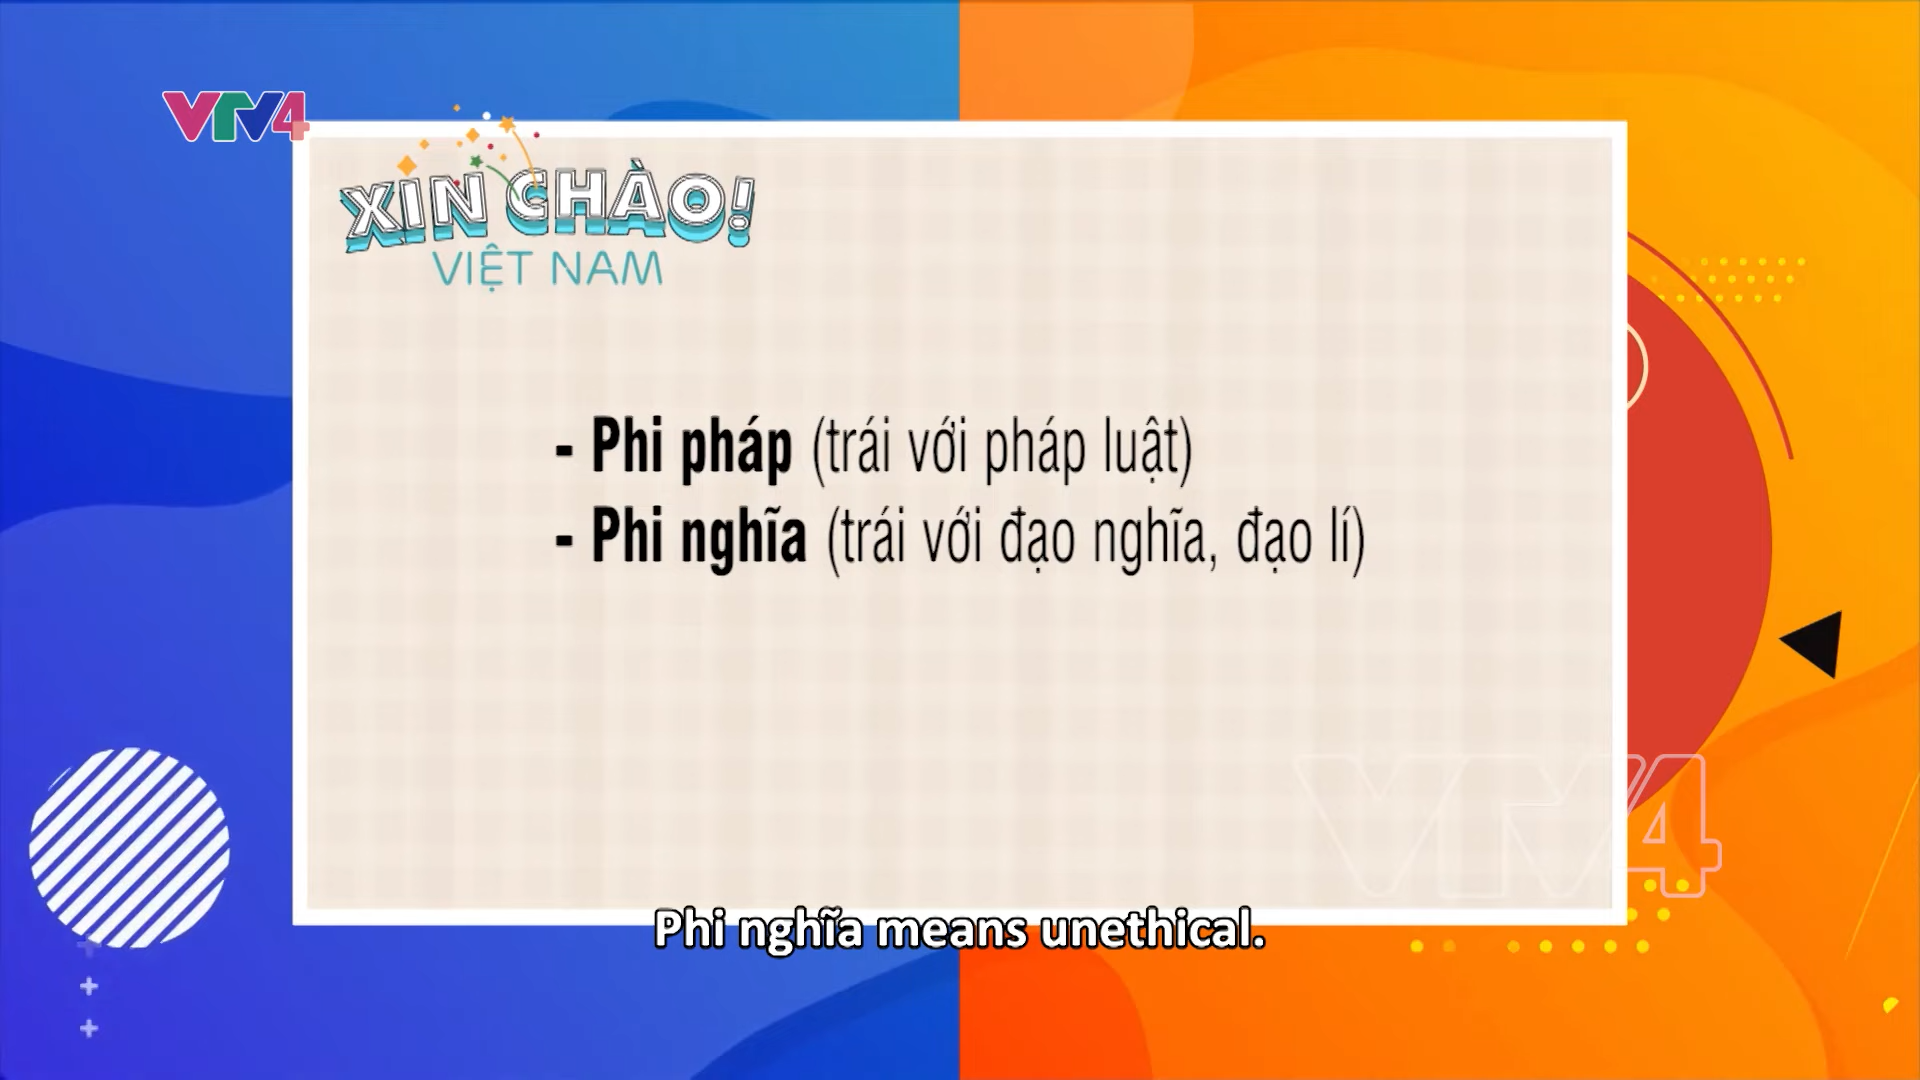 VTV4
XIN CHÀO!
VIỆT NAM
- Phi pháp (trái với pháp luật)
- Phi nghĩa (trái với đạo nghĩa, đạo lí)
VTV4
Phi nghĩa means unethical.